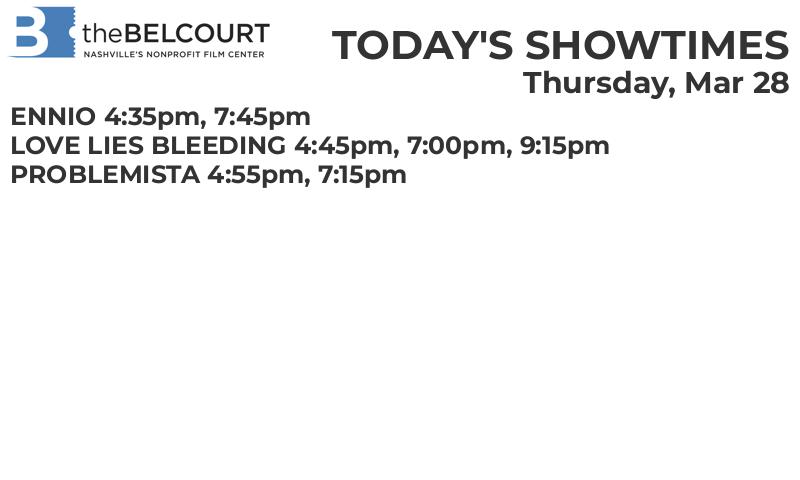 B theBELCOURT
NASHVILLE'S NONPROFIT FILM CENTER
TODAY'S SHOWTIMES
Thursday, Mar 28
ENNIO 4:35pm, 7:45pm
LOVE LIES BLEEDING 4:45pm, 7:00pm, 9:15pm
PROBLEMISTA 4:55pm, 7:15pm